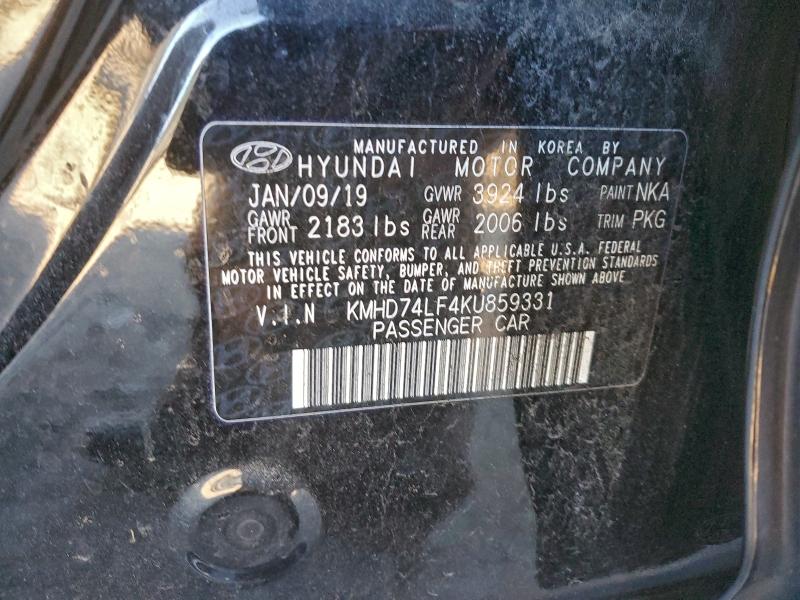 MANUFACTURED IN KOREA BY
HYUNDAI MOTOR COMPANY
JAN/09/19 GVWR 3924 lbs PAINT NKA
GAWR FRONT 2183 lbs GAWR REAR 2006 lbs TRIM PKG
THIS VEHICLE CONFORMS TO ALL APPLICABLE U.S.A. FEDERAL
MOTOR VEHICLE SAFETY, BUMPER, AND THEFT PREVENTION STANDARDS
IN EFFECT ON THE DATE OF MANUFACTURE SHOWN ABOVE.
V.I.N KMHD74LF4KU859331
PASSENGER CAR